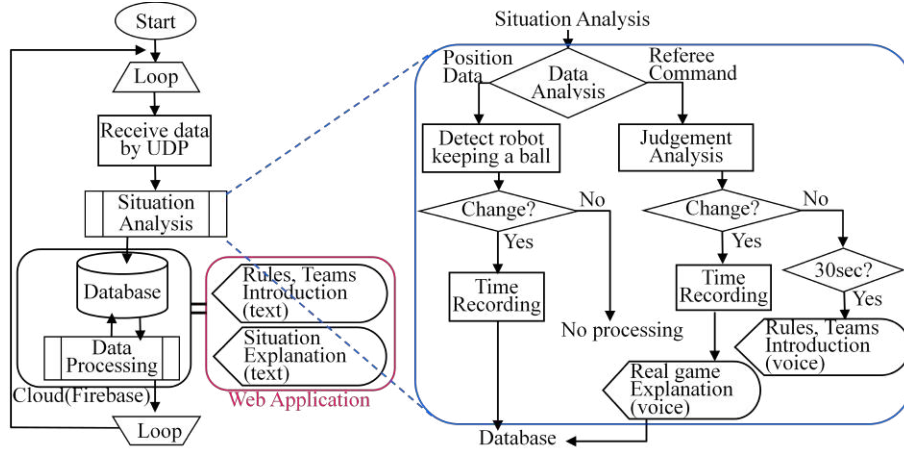 Start
Loop
Receive data
by UDP
Situation
Analysis
Database
Data
Processing
Cloud(Firebase)
Loop
Rules, Teams
Introduction
(text)
Situation
Explanation
(text)
Web Application
Situation Analysis
Position
Data
Data
Analysis
Referee
Command
Detect robot
keeping a ball
Change?
No
Yes
Time
Recording
No processing
Judgement
Analysis
Change?
No
Yes
Time
Recording
30sec?
Yes
Rules, Teams
Introduction
(voice)
Real game
Explanation
(voice)
Database